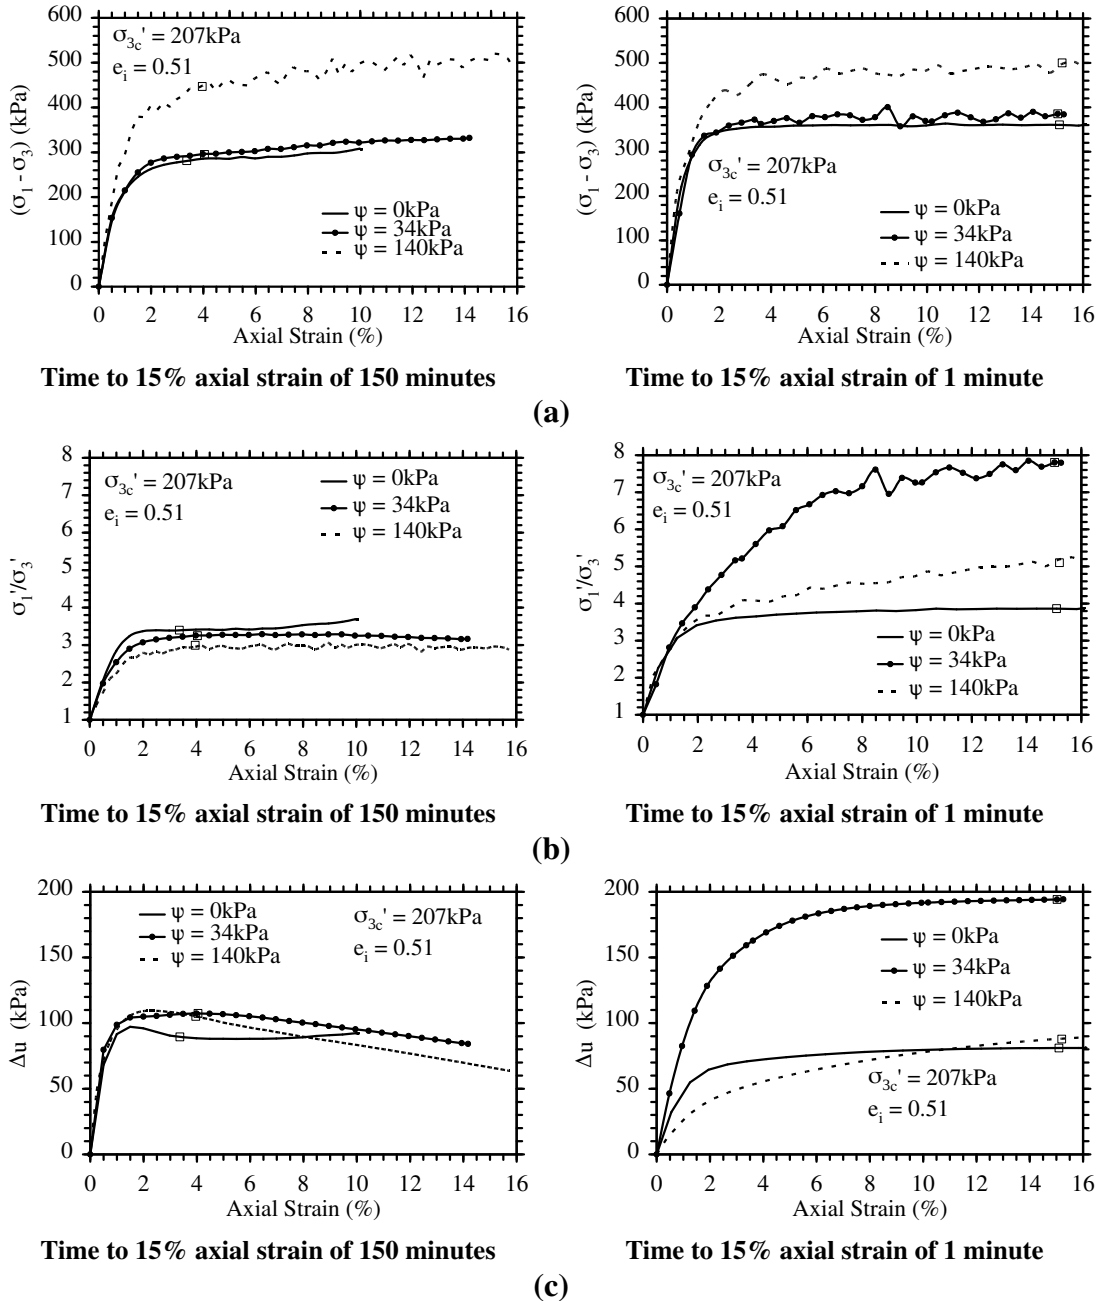 600
500
400
300
200
100
0
(σ1 - σ3) (kPa)
σ3c' = 207kPa
ei = 0.51
ψ = 0kPa
ψ = 34kPa
ψ = 140kPa
0 2 4 6 8 10 12 14 16
Axial Strain (%)
Time to 15% axial strain of 150 minutes
600
500
400
300
200
100
0
(σ1 - σ3) (kPa)
σ3c' = 207kPa
ei = 0.51
ψ = 0kPa
ψ = 34kPa
ψ = 140kPa
0 2 4 6 8 10 12 14 16
Axial Strain (%)
Time to 15% axial strain of 1 minute
(a)
8
7
6
5
4
3
2
1
σ1'/σ3'
σ3c' = 207kPa
ei = 0.51
ψ = 0kPa
ψ = 34kPa
ψ = 140kPa
0 2 4 6 8 10 12 14 16
Axial Strain (%)
Time to 15% axial strain of 150 minutes
8
7
6
5
4
3
2
1
σ1'/σ3'
σ3c' = 207kPa
ei = 0.51
ψ = 0kPa
ψ = 34kPa
ψ = 140kPa
0 2 4 6 8 10 12 14 16
Axial Strain (%)
Time to 15% axial strain of 1 minute
(b)
200
150
100
50
0
Δu (kPa)
ψ = 0kPa
ψ = 34kPa
ψ = 140kPa
σ3c' = 207kPa
ei = 0.51
0 2 4 6 8 10 12 14 16
Axial Strain (%)
Time to 15% axial strain of 150 minutes
200
150
100
50
0
Δu (kPa)
ψ = 0kPa
ψ = 34kPa
ψ = 140kPa
σ3c' = 207kPa
ei = 0.51
0 2 4 6 8 10 12 14 16
Axial Strain (%)
Time to 15% axial strain of 1 minute
(c)